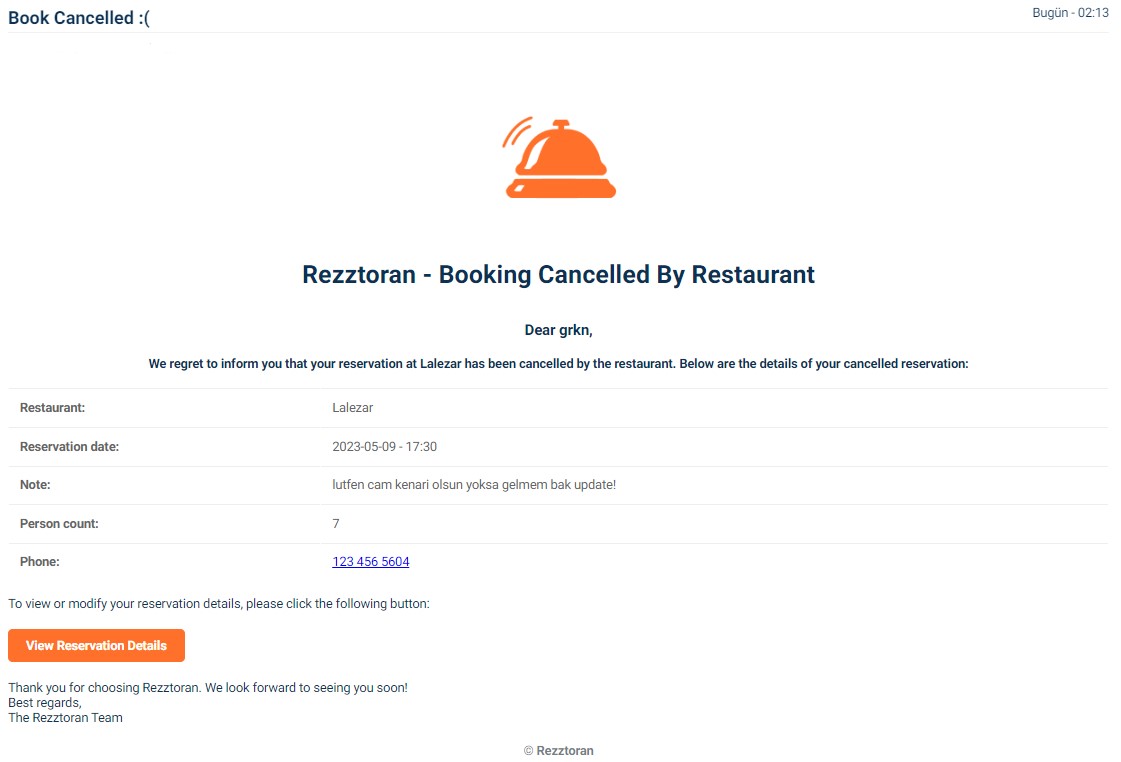 Book Cancelled :(
Bugün - 02:13
Rezztoran - Booking Cancelled By Restaurant
Dear grkn,
We regret to inform you that your reservation at Lalezar has been cancelled by the restaurant. Below are the details of your cancelled reservation:
Restaurant: Lalezar
Reservation date: 2023-05-09 - 17:30
Note: lutfen cam kenari olsun yoksa gelmem bak update!
Person count: 7
Phone: 123 456 5604
To view or modify your reservation details, please click the following button:
View Reservation Details
Thank you for choosing Rezztoran. We look forward to seeing you soon!
Best regards,
The Rezztoran Team
© Rezztoran